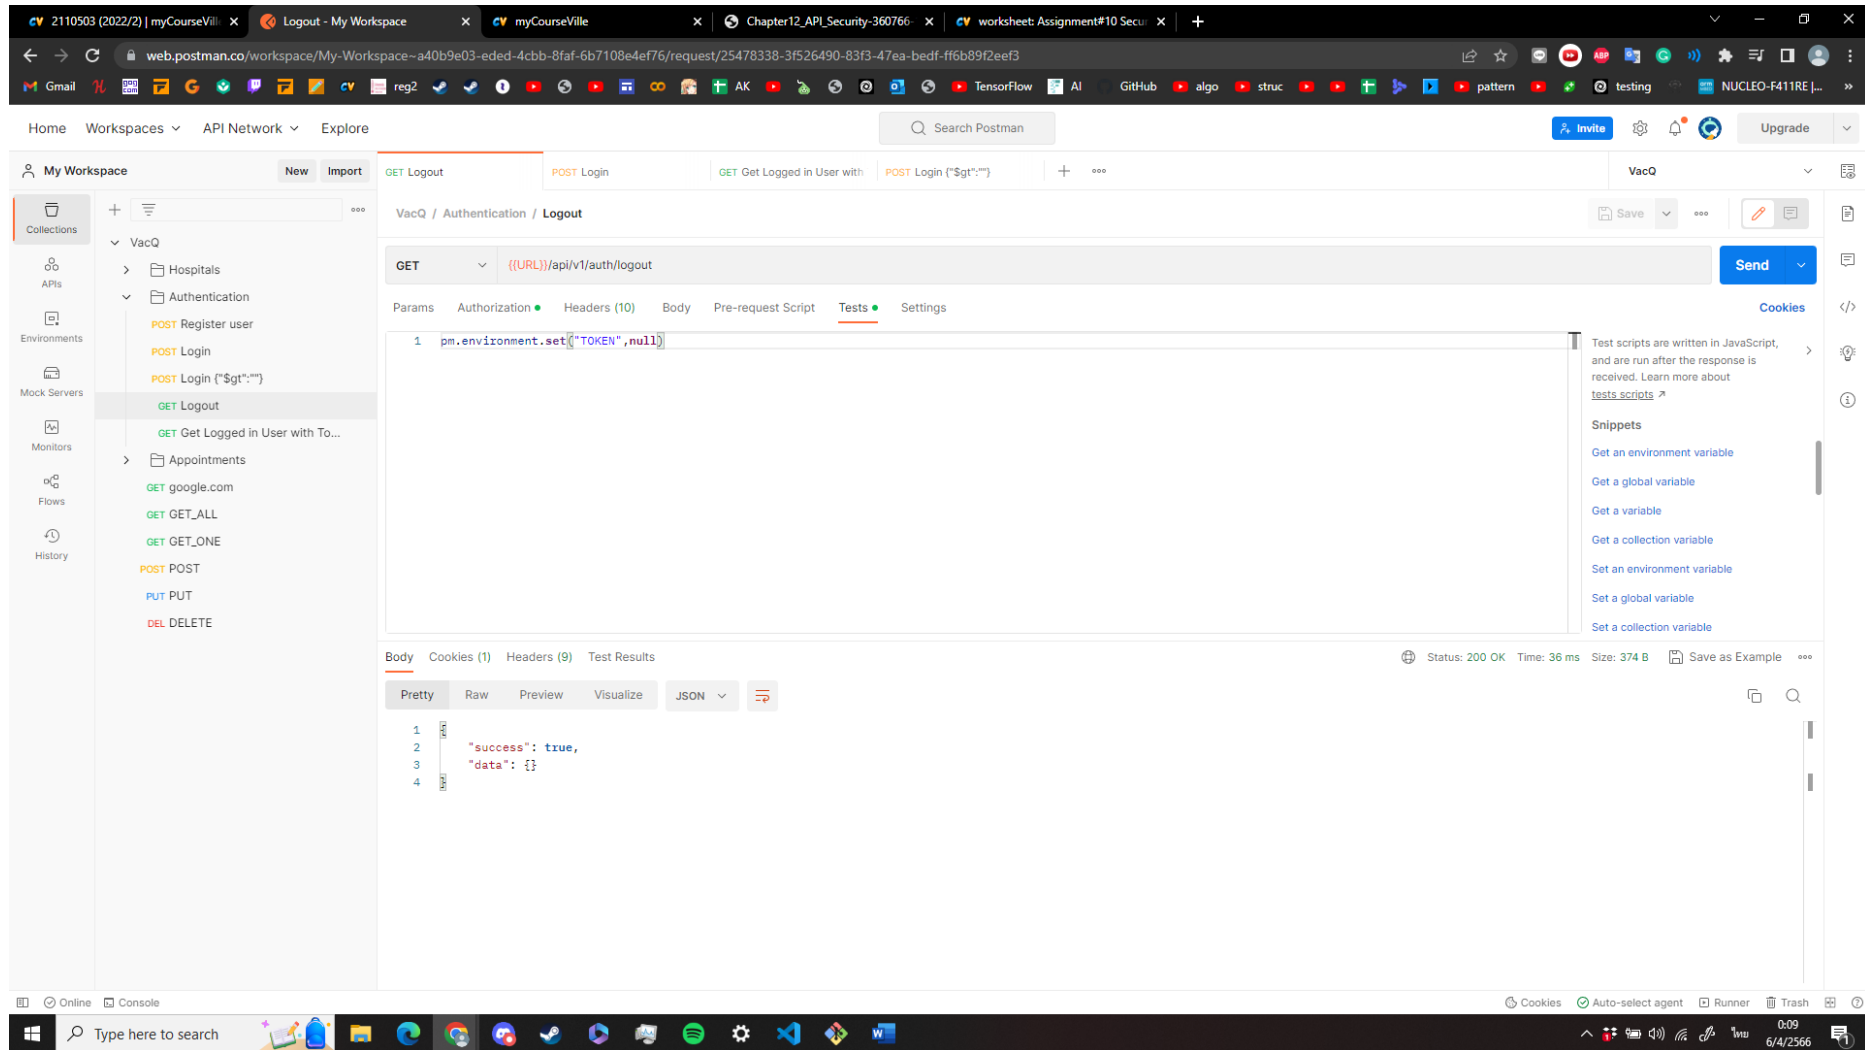 2110503 (2022/2) | myCourseVill
Logout - My Workspace
myCourseVille
Chapter12_API_Security-360766-
worksheet: Assignment#10 Secur
web.postman.co/workspace/My-Workspace~a40b9e03-eded-4cbb-8faf-6b7108e4ef76/request/25478338-3f526490-83f3-47ea-bedf-ff6b89f2eef3
Gmail reg2 AK TensorFlow AI GitHub algo struc pattern testing NUCLEO-F411RE |... »
Home Workspaces API Network Explore
Search Postman
Invite Upgrade
My Workspace New Import
GET Logout
POST Login
GET Get Logged in User with
POST Login {"$gt":""}
VacQ
Collections
APIs
Environments
Mock Servers
Monitors
Flows
History
VacQ
Hospitals
Authentication
POST Register user
POST Login
POST Login {"$gt":""}
GET Logout
GET Get Logged in User with To...
Appointments
GET google.com
GET GET_ALL
GET GET_ONE
POST POST
PUT PUT
DEL DELETE
VacQ / Authentication / Logout
Save
GET {{URL}}/api/v1/auth/logout Send
Params Authorization Headers (10) Body Pre-request Script Tests Settings Cookies
1 pm.environment.set("TOKEN",null)
Test scripts are written in JavaScript,
and are run after the response is
received. Learn more about
tests scripts
Snippets
Get an environment variable
Get a global variable
Get a variable
Get a collection variable
Set an environment variable
Set a global variable
Set a collection variable
Body Cookies (1) Headers (9) Test Results
Status: 200 OK Time: 36 ms Size: 374 B Save as Example
Pretty Raw Preview Visualize JSON
1 {
2 "success": true,
3 "data": {}
4 }
Online Console
Cookies Auto-select agent Runner Trash
Type here to search
ไทย
0:09
6/4/2566